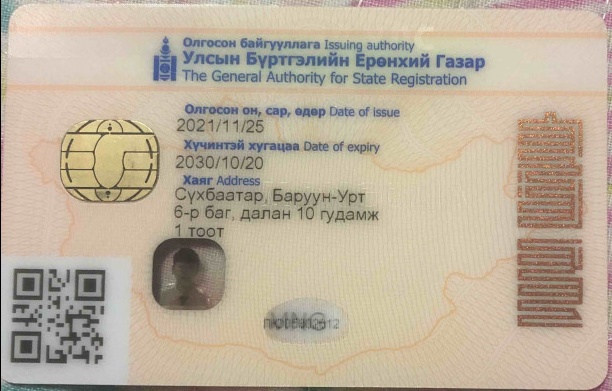 Олгосон байгууллага Issuing authority
Улсын Бүртгэлийн Ерөнхий Газар
The General Authority for State Registration
Олгосон он, сар, өдөр Date of issue
2021/11/25
Хүчинтэй хугацаа Date of expiry
2030/10/20
Хаяг Address
Сүхбаатар, Баруун-Урт
6-р баг, далан 10 гудамж
1 тоот
MNG